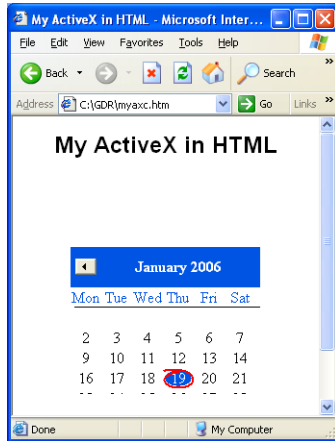 My ActiveX in HTML - Microsoft Inter...
File Edit View Favorites Tools Help
Back Search »
Address C:\GDR\myaxc.htm Go Links »
My ActiveX in HTML
January 2006
Mon Tue Wed Thu Fri Sat
2 3 4 5 6 7
9 10 11 12 13 14
16 17 18 19 20 21
Done My Computer